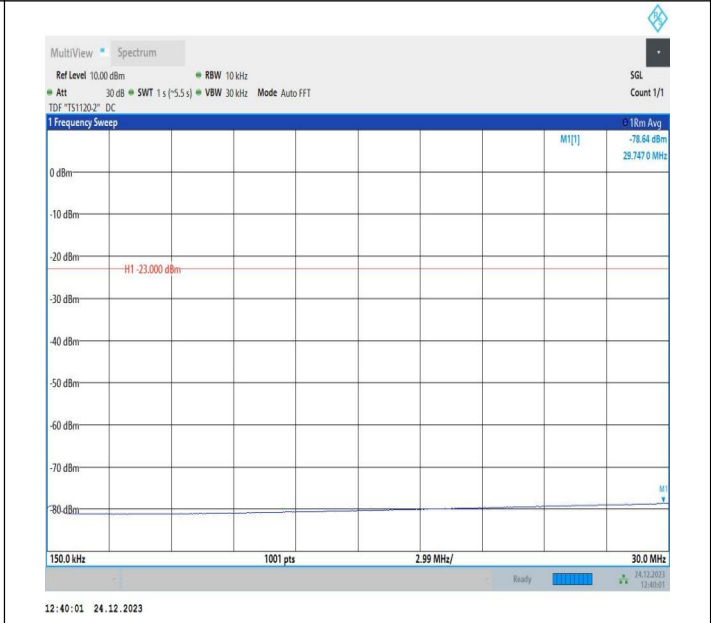 R S
MultiView Spectrum
Ref Level 10.00 dBm RBW 10 kHz SGL
Att 30 dB SWT 1 s (~5.5 s) VBW 30 kHz Mode Auto FFT Count 1/1
TDF "TS1120-2" DC
1 Frequency Sweep 1Rm Avg
M1[1] -78.64 dBm
29.747 0 MHz
0 dBm
-10 dBm
-20 dBm
H1 -23.000 dBm
-30 dBm
-40 dBm
-50 dBm
-60 dBm
-70 dBm
M1
-80 dBm
150.0 kHz 1001 pts 2.99 MHz/ 30.0 MHz
Ready 24.12.2023
12:40:01
12:40:01 24.12.2023